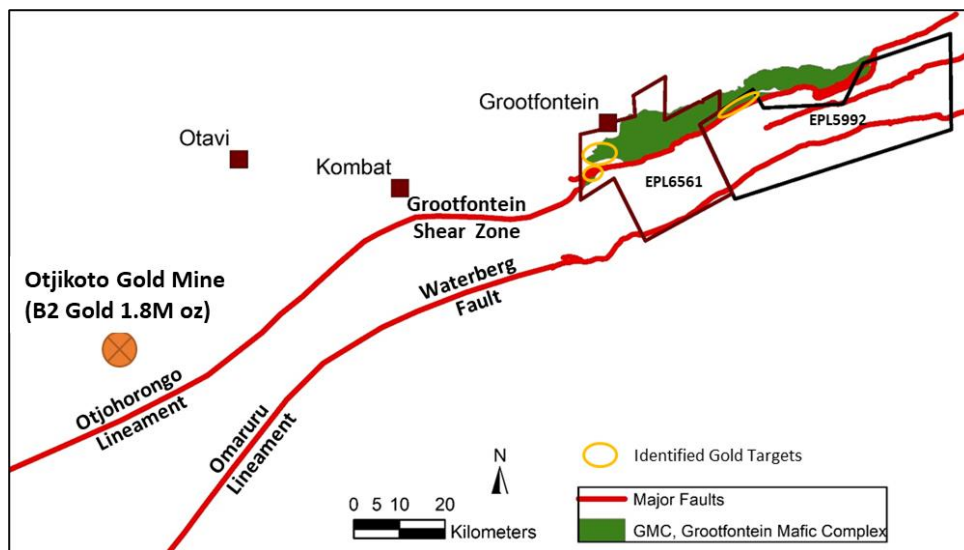 Grootfontein
EPL5992
Otavi
Kombat
EPL6561
Grootfontein
Shear Zone
Otjikoto Gold Mine
(B2 Gold 1.8M oz)
Waterberg
Fault
Otjohorongo
Lineament
Omaruru
Lineament
N
Identified Gold Targets
0 5 10 20
Kilometers
Major Faults
GMC, Grootfontein Mafic Complex